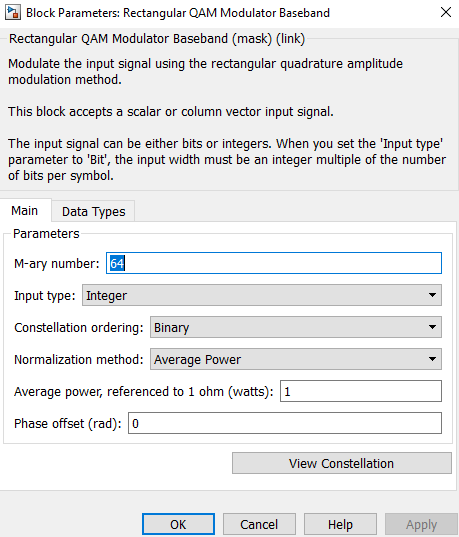 Block Parameters: Rectangular QAM Modulator Baseband
Rectangular QAM Modulator Baseband (mask) (link)
Modulate the input signal using the rectangular quadrature amplitude
modulation method.
This block accepts a scalar or column vector input signal.
The input signal can be either bits or integers. When you set the 'Input type'
parameter to 'Bit', the input width must be an integer multiple of the number
of bits per symbol.
Main Data Types
Parameters
M-ary number: 64
Input type: Integer
Constellation ordering: Binary
Normalization method: Average Power
Average power, referenced to 1 ohm (watts): 1
Phase offset (rad): 0
View Constellation
OK Cancel Help Apply